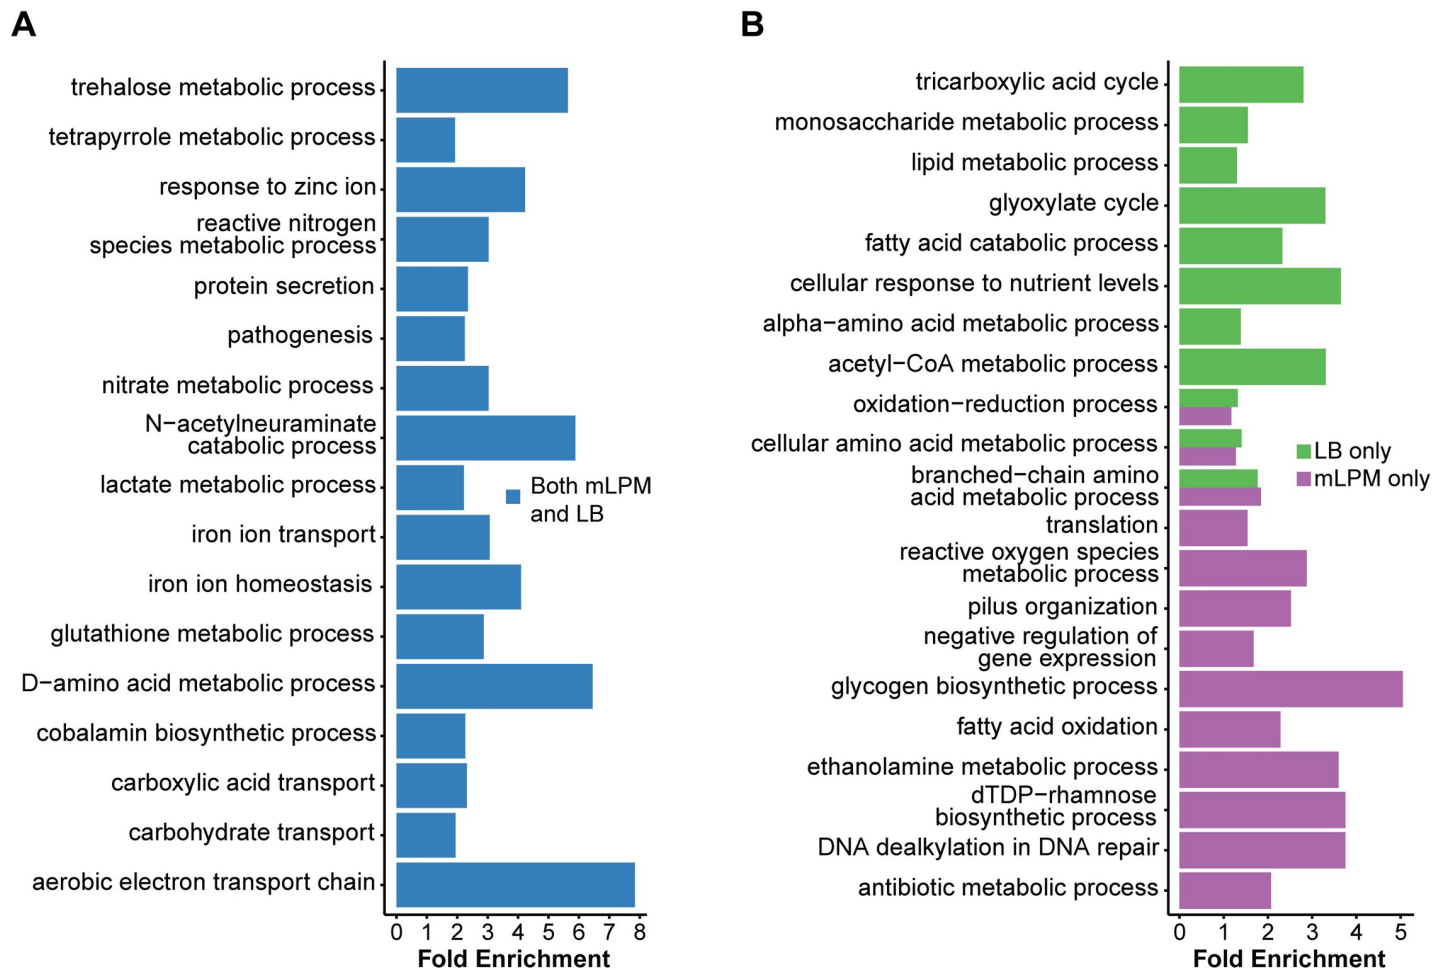 A
trehalose metabolic process
tetrapyrrole metabolic process
response to zinc ion
reactive nitrogen
species metabolic process
protein secretion
pathogenesis
nitrate metabolic process
N−acetylneuraminate
catabolic process
lactate metabolic process
iron ion transport
iron ion homeostasis
glutathione metabolic process
D−amino acid metabolic process
cobalamin biosynthetic process
carboxylic acid transport
carbohydrate transport
aerobic electron transport chain
Both mLPM
and LB
0 1 2 3 4 5 6 7 8
Fold Enrichment
B
tricarboxylic acid cycle
monosaccharide metabolic process
lipid metabolic process
glyoxylate cycle
fatty acid catabolic process
cellular response to nutrient levels
alpha−amino acid metabolic process
acetyl−CoA metabolic process
oxidation−reduction process
cellular amino acid metabolic process
branched−chain amino
acid metabolic process
translation
reactive oxygen species
metabolic process
pilus organization
negative regulation of
gene expression
glycogen biosynthetic process
fatty acid oxidation
ethanolamine metabolic process
dTDP−rhamnose
biosynthetic process
DNA dealkylation in DNA repair
antibiotic metabolic process
LB only
mLPM only
0 1 2 3 4 5
Fold Enrichment